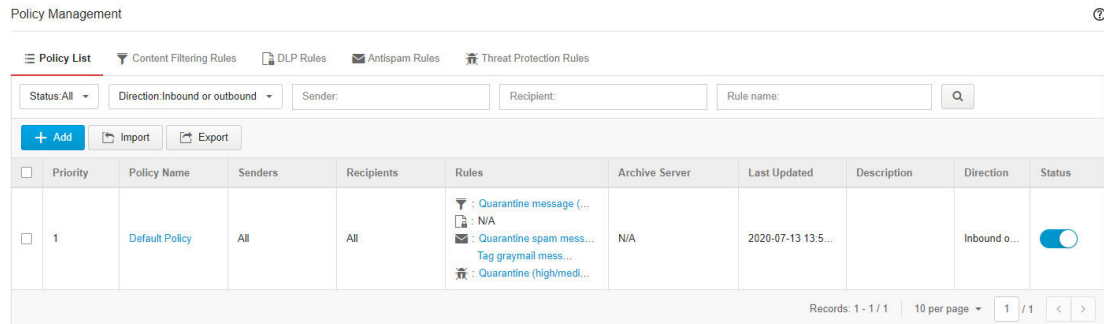 Policy Management
Policy List Content Filtering Rules DLP Rules Antispam Rules Threat Protection Rules
Status:All Direction:Inbound or outbound Sender: Recipient: Rule name:
Add Import Export
Priority Policy Name Senders Recipients Rules Archive Server Last Updated Description Direction Status
: Quarantine message (...
: N/A
1 Default Policy All All : Quarantine spam mess... N/A 2020-07-13 13:5... Inbound o...
Tag graymail mess...
: Quarantine (high/medi...
Records: 1 - 1 / 1 10 per page 1 / 1 < >